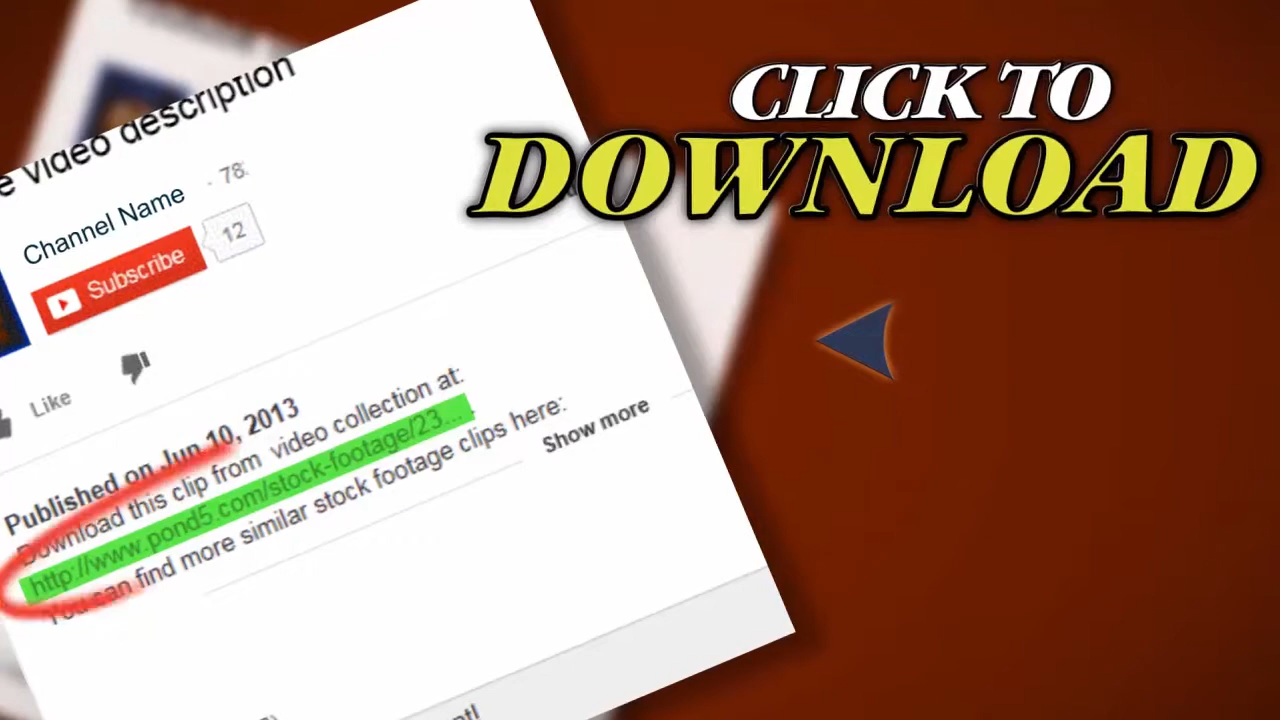 CLICK TO
DOWNLOAD
video description
Channel Name
78
Subscribe
12
Like
Published on Jun 10, 2013
Download this clip from video collection at:
http://www.pond5.com/stock-footage/23...
You can find more similar stock footage clips here:
Show more